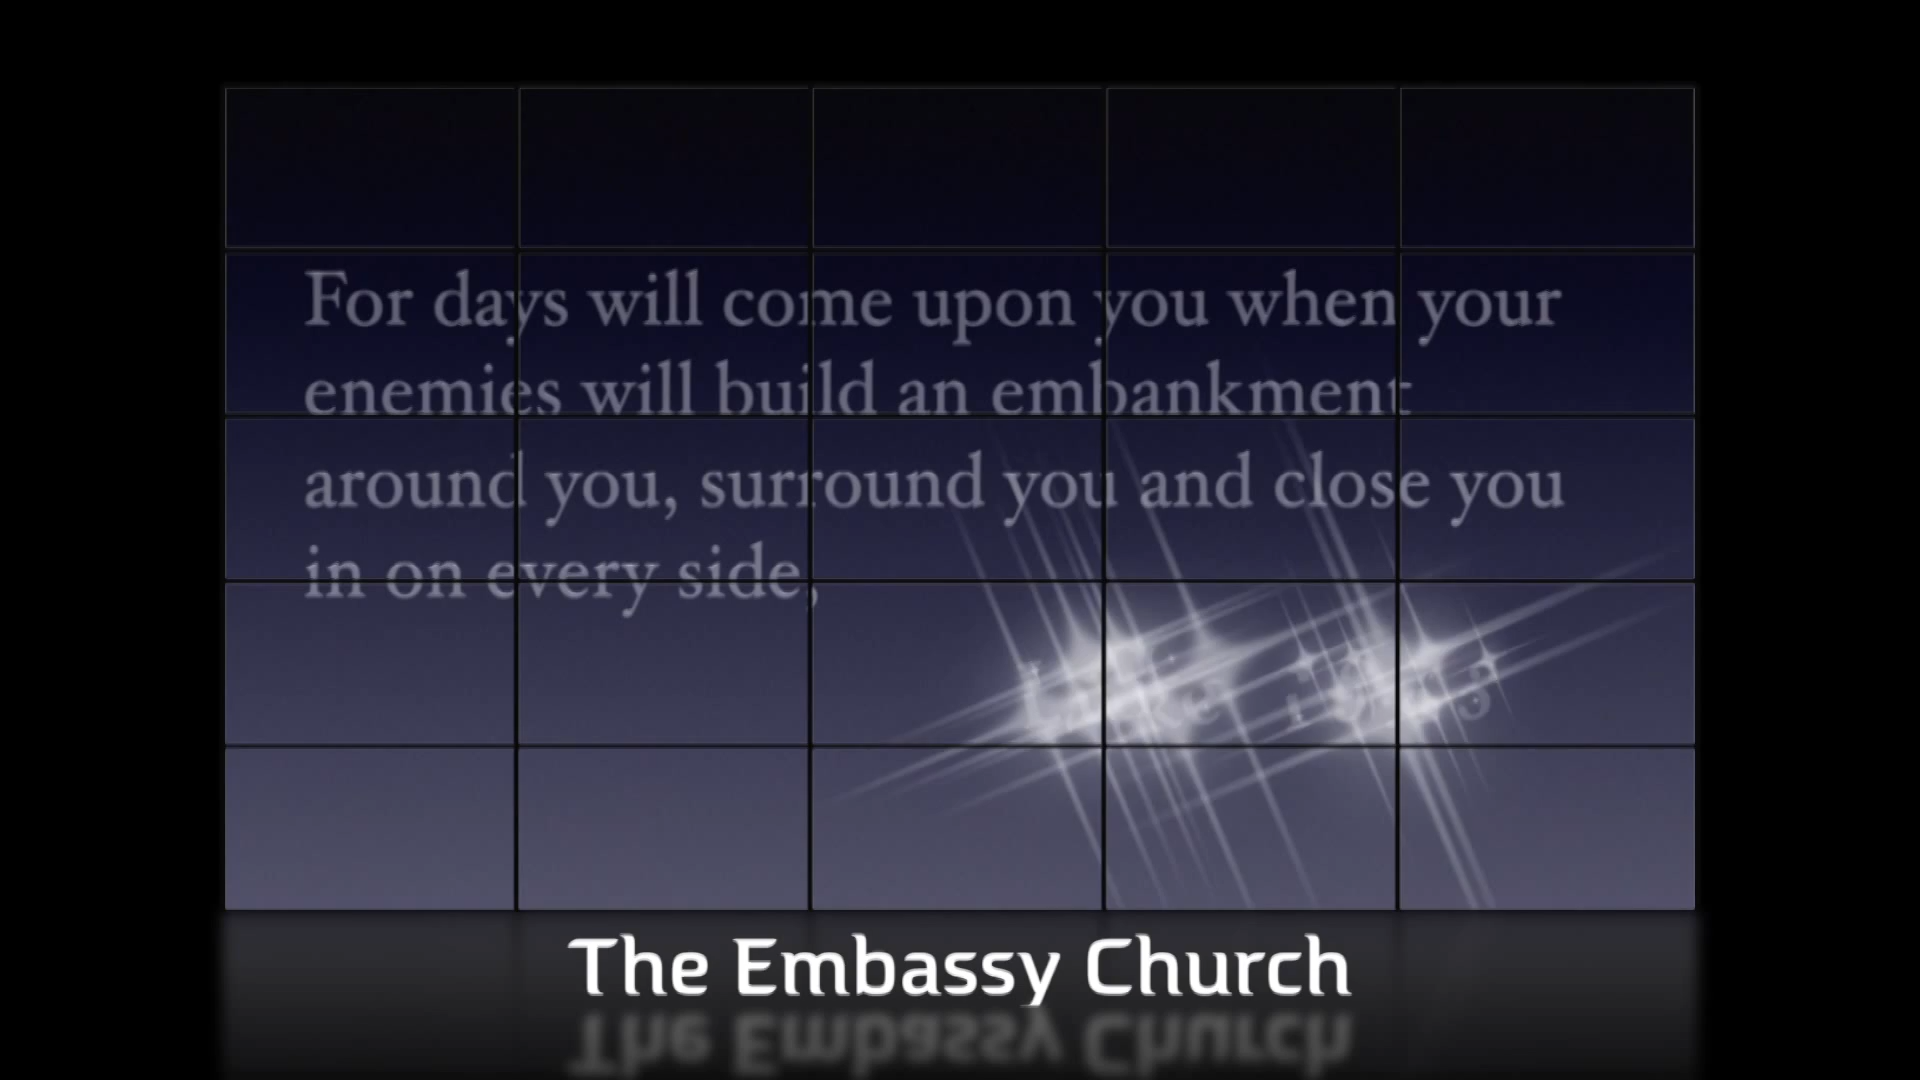 For days will come upon you when your
enemies will build an embankment
around you, surround you and close you
in on every side,
The Embassy Church